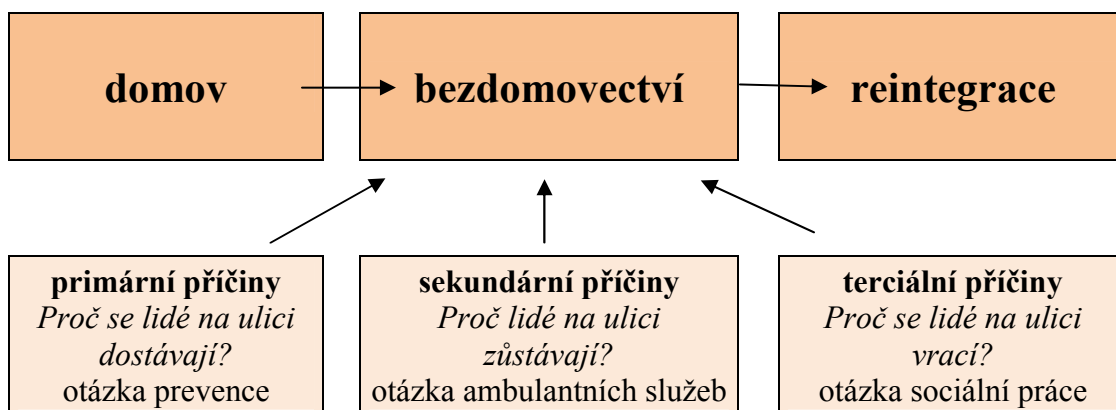 domov
bezdomovectví
reintegrace
primární příčiny
Proč se lidé na ulici
dostávají?
otázka prevence
sekundární příčiny
Proč lidé na ulici
zůstávají?
otázka ambulantních služeb
terciální příčiny
Proč se lidé na ulici
vrací?
otázka sociální práce